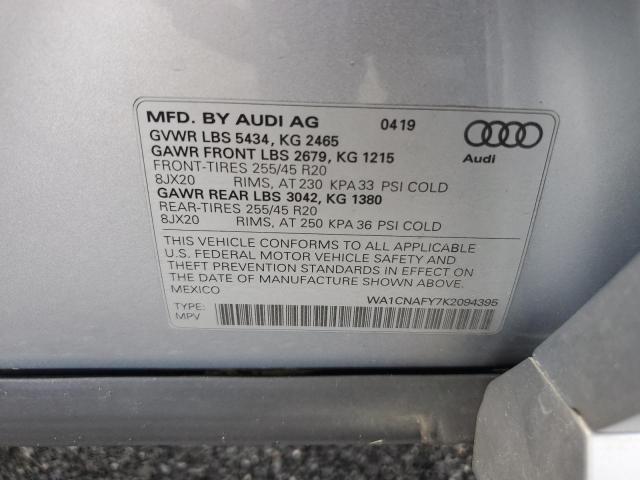 MFD. BY AUDI AG 0419
GVWR LBS 5434, KG 2465
GAWR FRONT LBS 2679, KG 1215
Audi
FRONT-TIRES 255/45 R20
8JX20 RIMS, AT 230 KPA 33 PSI COLD
GAWR REAR LBS 3042, KG 1380
REAR-TIRES 255/45 R20
8JX20 RIMS, AT 250 KPA 36 PSI COLD
THIS VEHICLE CONFORMS TO ALL APPLICABLE
U.S. FEDERAL MOTOR VEHICLE SAFETY AND
THEFT PREVENTION STANDARDS IN EFFECT ON
THE DATE OF MANUFACTURE SHOWN ABOVE.
MEXICO
WA1CNAFY7K2094395
TYPE:
MPV